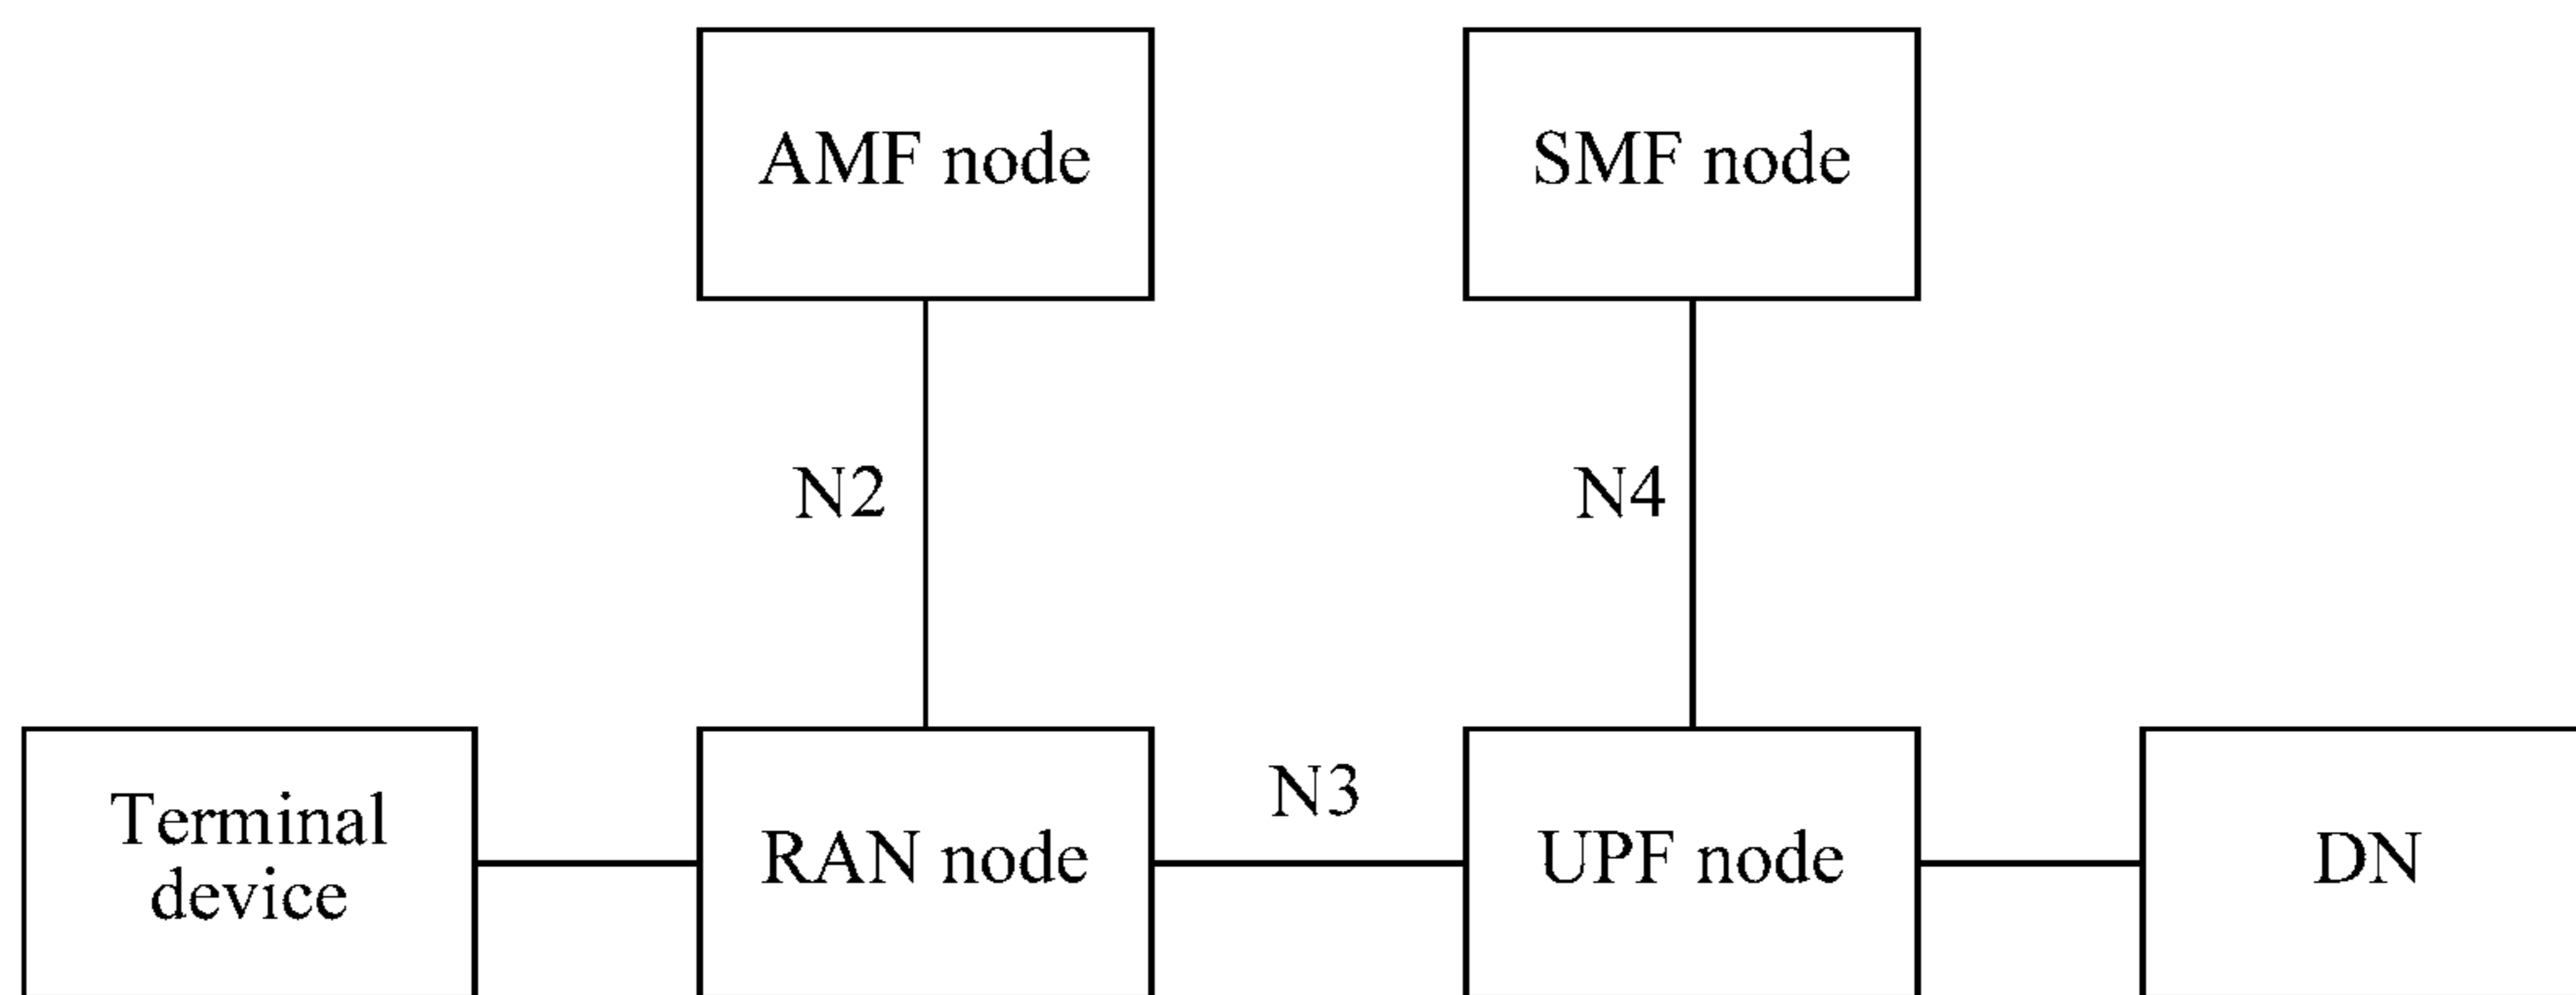 AMF node
SMF node
N2
N4
N3
Terminal
device
RAN node
UPF node
DN